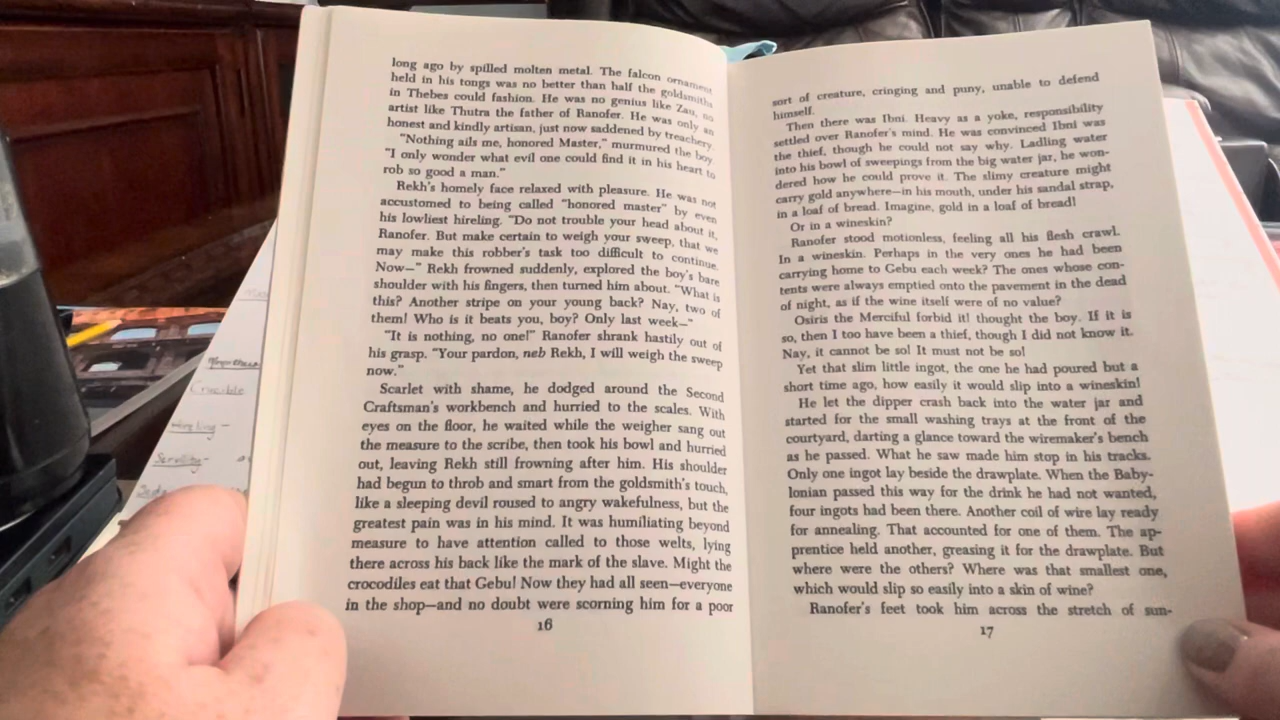 long ago by spilled molten metal. The falcon ornament
held in his tongs was no better than half the goldsmiths
in Thebes could fashion. He was no genius like Zau, no
artist like Thutra the father of Ranofer. He was only an
honest and kindly artisan, just now saddened by treachery.
"Nothing ails me, honored Master," murmured the boy.
"I only wonder what evil one could find it in his heart to
rob so good a man."
Rekh's homely face relaxed with pleasure. He was not
accustomed to being called "honored master" by even
his lowliest hireling. "Do not trouble your head about it,
Ranofer. But make certain to weigh your sweep, that we
may make this robber's task too difficult to continue.
Now—" Rekh frowned suddenly, explored the boy's bare
shoulder with his fingers, then turned him about. "What is
this? Another stripe on your young back? Nay, two of
them! Who is it beats you, boy? Only last week—"
"It is nothing, no one!" Ranofer shrank hastily out of
his grasp. "Your pardon, neb Rekh, I will weigh the sweep
now."
Scarlet with shame, he dodged around the Second
Craftsman's workbench and hurried to the scales. With
eyes on the floor, he waited while the weigher sang out
the measure to the scribe, then took his bowl and hurried
out, leaving Rekh still frowning after him. His shoulder
had begun to throb and smart from the goldsmith's touch,
like a sleeping devil roused to angry wakefulness, but the
greatest pain was in his mind. It was humiliating beyond
measure to have attention called to those welts, lying
there across his back like the mark of the slave. Might the
crocodiles eat that Gebu! Now they had all seen—everyone
in the shop—and no doubt were scorning him for a poor
16
sort of creature, cringing and puny, unable to defend
himself.
Then there was Ibni. Heavy as a yoke, responsibility
settled over Ranofer's mind. He was convinced Ibni was
the thief, though he could not say why. Ladling water
into his bowl of sweepings from the big water jar, he won-
dered how he could prove it. The slimy creature might
carry gold anywhere—in his mouth, under his sandal strap,
in a loaf of bread. Imagine, gold in a loaf of bread!
Or in a wineskin?
Ranofer stood motionless, feeling all his flesh crawl.
In a wineskin. Perhaps in the very ones he had been
carrying home to Gebu each week? The ones whose con-
tents were always emptied onto the pavement in the dead
of night, as if the wine itself were of no value?
Osiris the Merciful forbid it! thought the boy. If it is
so, then I too have been a thief, though I did not know it.
Nay, it cannot be so! It must not be so!
Yet that slim little ingot, the one he had poured but a
short time ago, how easily it would slip into a wineskin!
He let the dipper crash back into the water jar and
started for the small washing trays at the front of the
courtyard, darting a glance toward the wiremaker's bench
as he passed. What he saw made him stop in his tracks.
Only one ingot lay beside the drawplate. When the Baby-
lonian passed this way for the drink he had not wanted,
four ingots had been there. Another coil of wire lay ready
for annealing. That accounted for one of them. The ap-
prentice held another, greasing it for the drawplate. But
where were the others? Where was that smallest one,
which would slip so easily into a skin of wine?
Ranofer's feet took him across the stretch of sun-
17
Crucible
Servility-